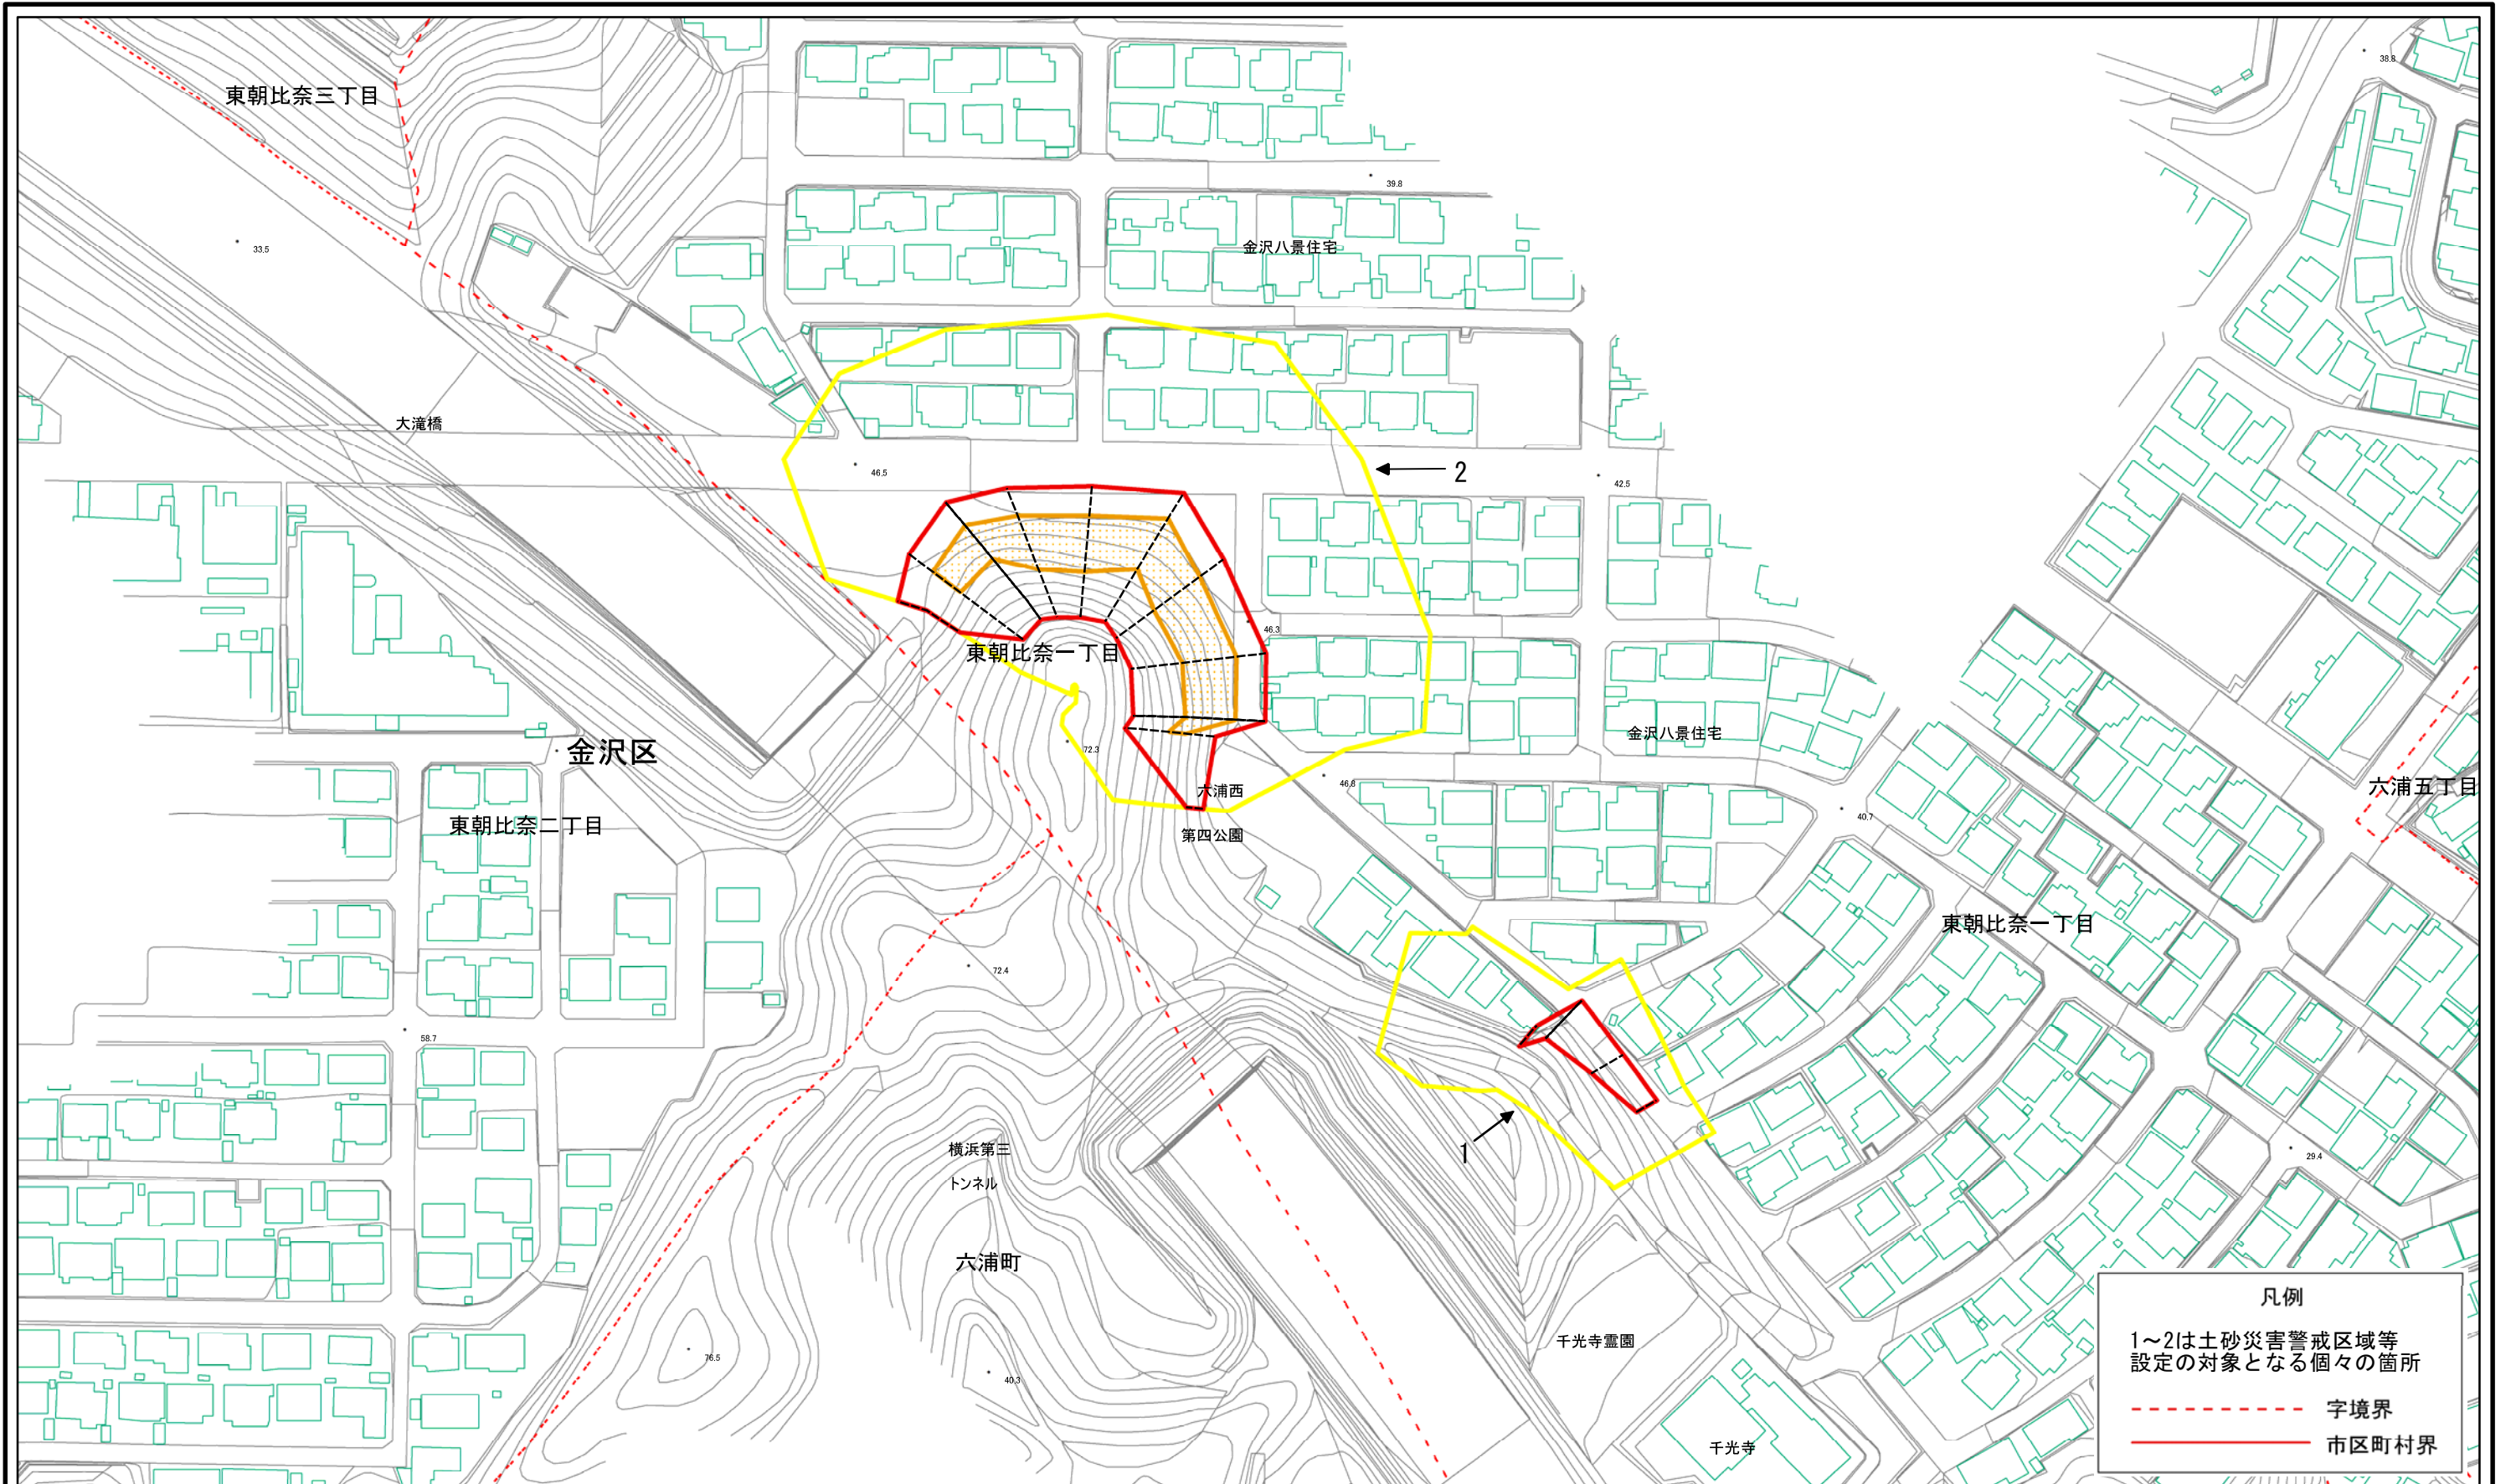 38.8
東朝比奈三丁目
39.8
33.5
金沢八景住宅
大滝橋
46.5
2
42.5
46.3
東朝比奈一丁目
金沢八景住宅
金沢区
72.3
46.8
六浦西
六浦五丁目
40.7
東朝比奈二丁目
第四公園
東朝比奈一丁目
72.4
58.7
横浜第三
トンネル
1
29.4
六浦町
千光寺霊園
76.5
40.3
千光寺
凡例
1~2は土砂災害警戒区域等
設定の対象となる個々の箇所
字境界
市区町村界